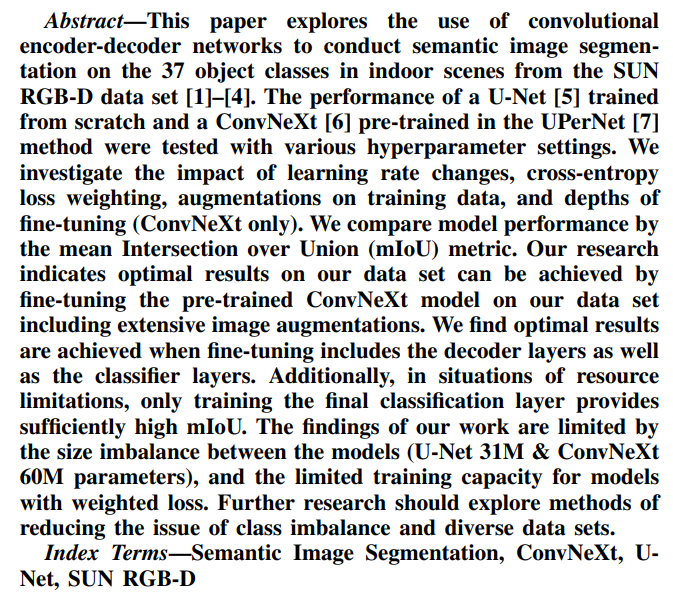 Abstract—This paper explores the use of convolutional
encoder-decoder networks to conduct semantic image segmen-
tation on the 37 object classes in indoor scenes from the SUN
RGB-D data set [1]–[4]. The performance of a U-Net [5] trained
from scratch and a ConvNeXt [6] pre-trained in the UPerNet [7]
method were tested with various hyperparameter settings. We
investigate the impact of learning rate changes, cross-entropy
loss weighting, augmentations on training data, and depths of
fine-tuning (ConvNeXt only). We compare model performance by
the mean Intersection over Union (mIoU) metric. Our research
indicates optimal results on our data set can be achieved by
fine-tuning the pre-trained ConvNeXt model on our data set
including extensive image augmentations. We find optimal results
are achieved when fine-tuning includes the decoder layers as well
as the classifier layers. Additionally, in situations of resource
limitations, only training the final classification layer provides
sufficiently high mIoU. The findings of our work are limited by
the size imbalance between the models (U-Net 31M & ConvNeXt
60M parameters), and the limited training capacity for models
with weighted loss. Further research should explore methods of
reducing the issue of class imbalance and diverse data sets.
Index Terms—Semantic Image Segmentation, ConvNeXt, U-
Net, SUN RGB-D